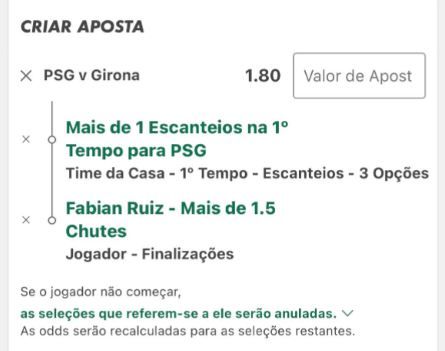 CRIAR APOSTA
PSG v Girona 1.80 Valor de Apost
Mais de 1 Escanteios na 1º
Tempo para PSG
Time da Casa - 1º Tempo - Escanteios - 3 Opções
Fabian Ruiz - Mais de 1.5
Chutes
Jogador - Finalizações
Se o jogador não começar,
as seleções que referem-se a ele serão anuladas.
As odds serão recalculadas para as seleções restantes.